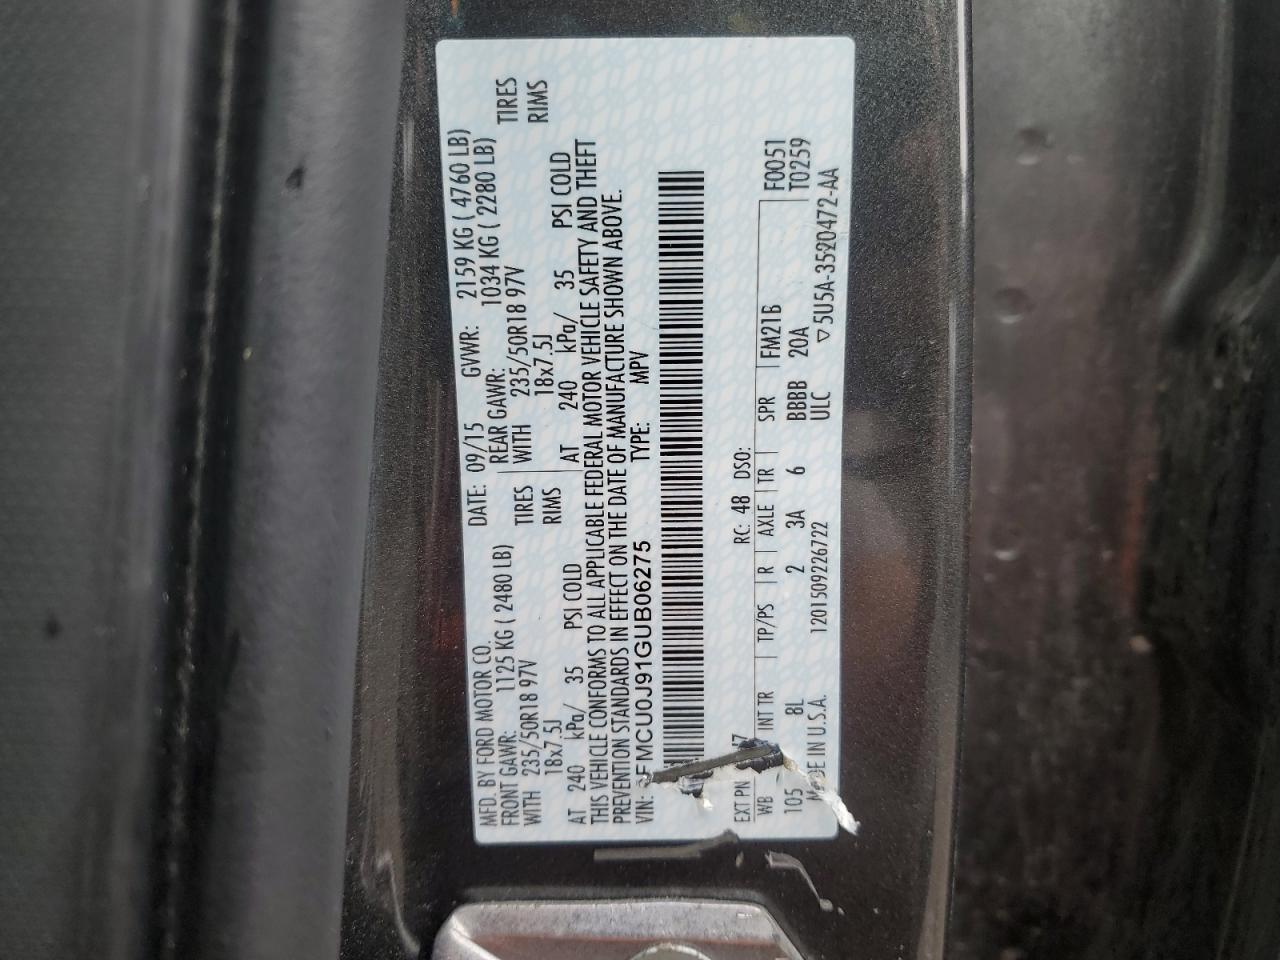 MFD. BY FORD MOTOR CO. DATE: 09/15 GVWR: 2159 KG ( 4760 LB)
FRONT GAWR: 1125 KG ( 2480 LB) REAR GAWR: 1034 KG ( 2280 LB)
WITH 235/50R18 97V TIRES WITH 235/50R18 97V TIRES
18x7.5J RIMS 18x7.5J RIMS
AT 240 kPa/ 35 PSI COLD AT 240 kPa/ 35 PSI COLD
THIS VEHICLE CONFORMS TO ALL APPLICABLE FEDERAL MOTOR VEHICLE SAFETY AND THEFT
PREVENTION STANDARDS IN EFFECT ON THE DATE OF MANUFACTURE SHOWN ABOVE.
VIN: FMCU0J91GUB06275 TYPE: MPV
EXT PN RC: 48 DSO:
WB INT TR TP/PS R AXLE TR SPR FM21B F0051
105 8L 2 3A 6 BBBB 20A T0259
DE IN U.S.A. 1201509226722 ULC ▽5U5A-3520472-AA